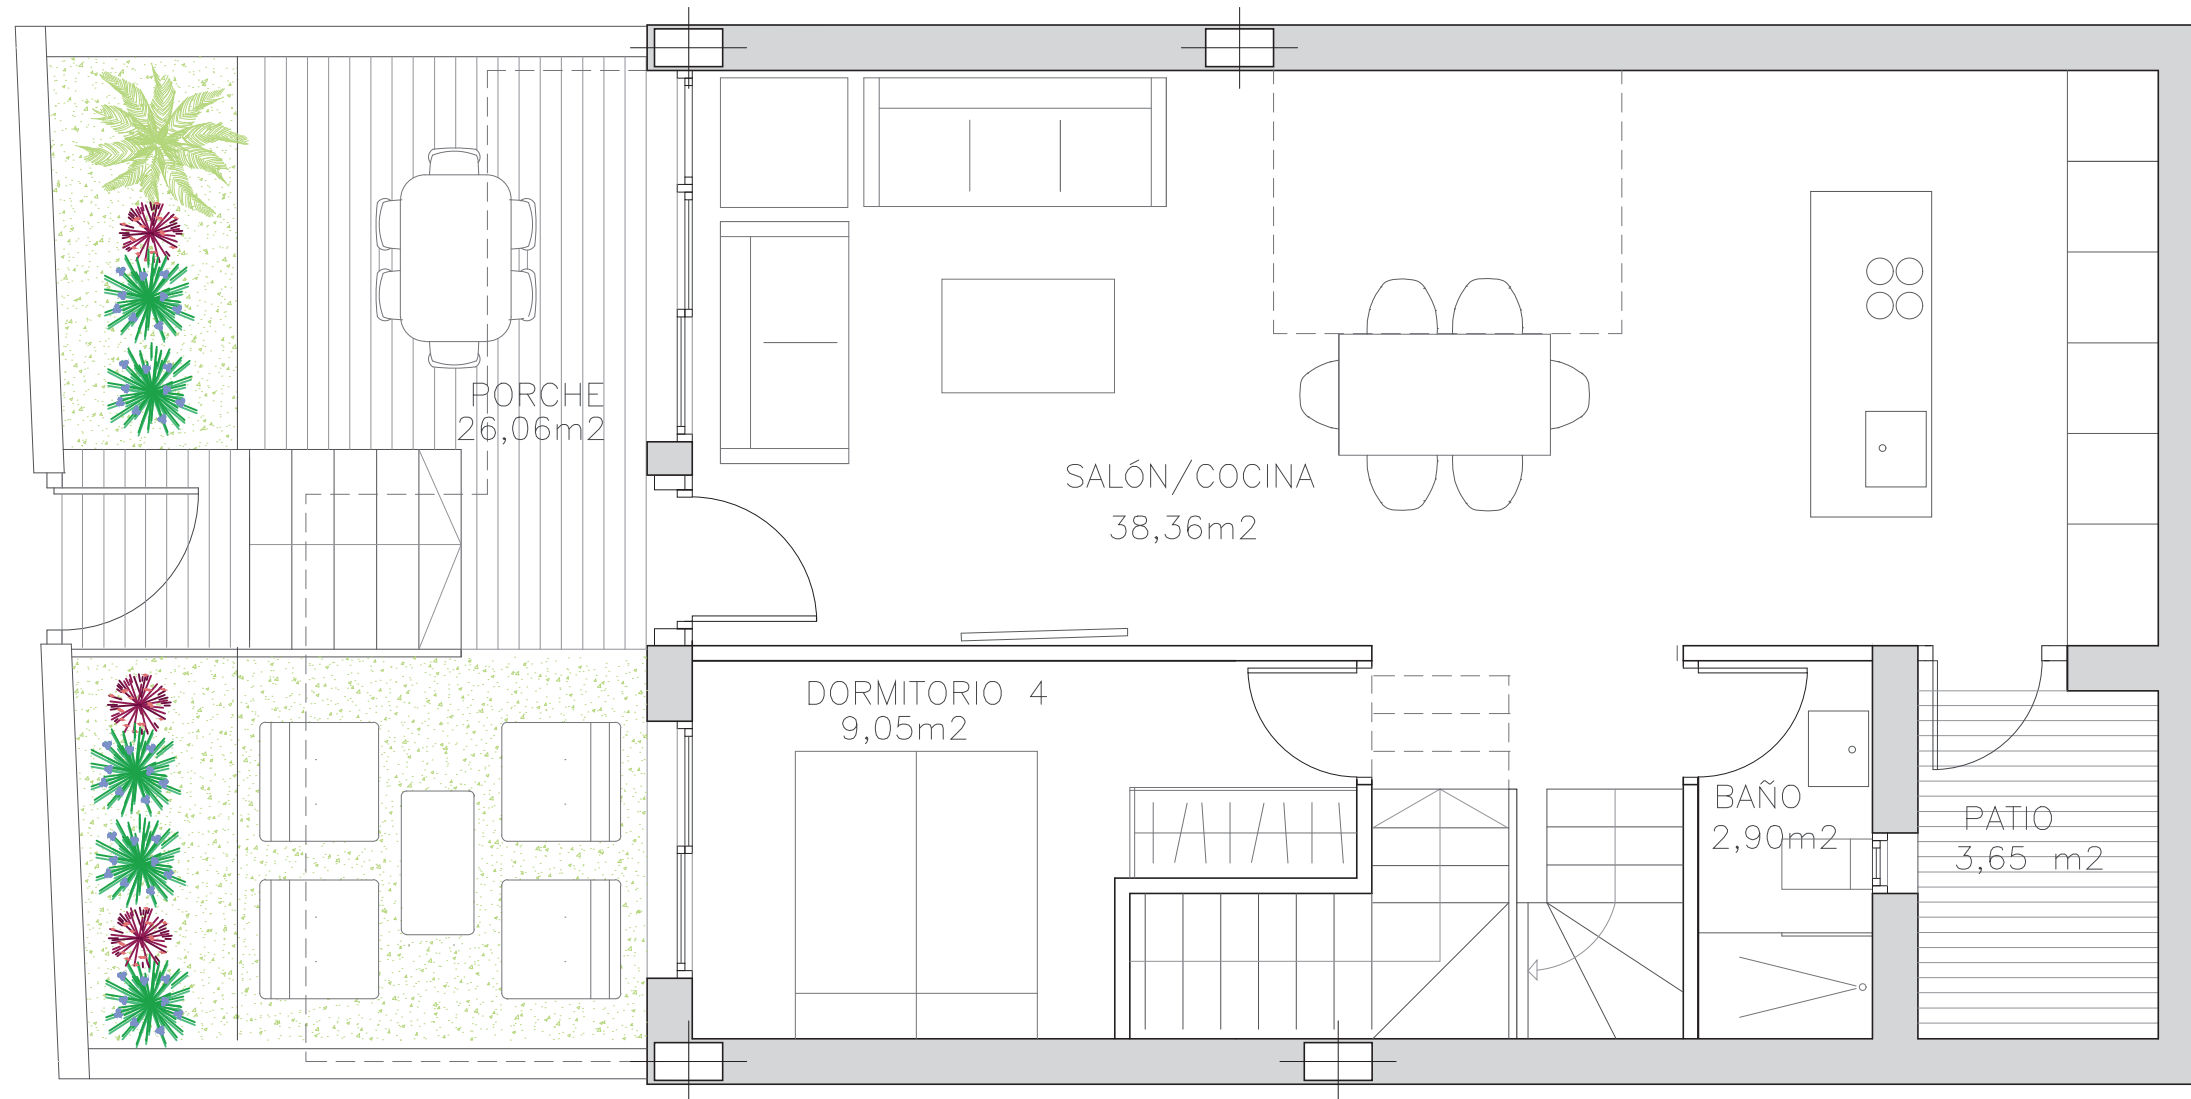 PORCHE
26,06m2
SALÓN/COCINA
38,36m2
DORMITORIO 4
9,05m2
BAÑO
2,90m2
PATIO
3,65 m2